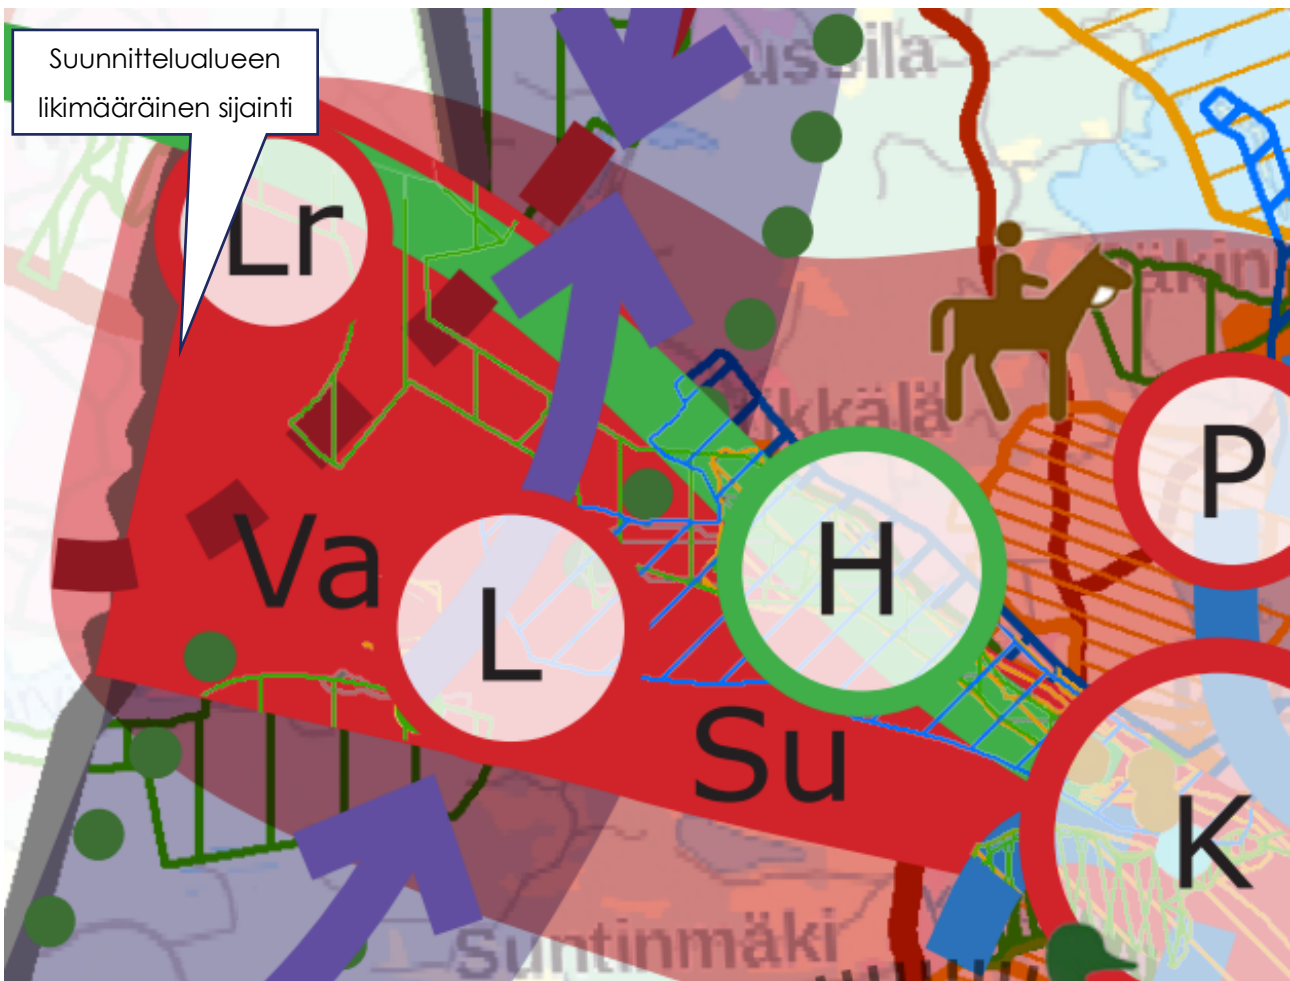 Suunnittelualueen
likimääräinen sijainti
Lr
P
H
Va
L
Su
K
Suntinmäki